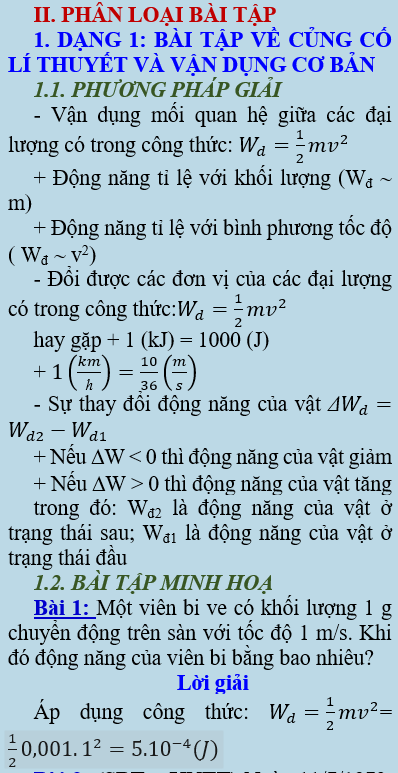 II. PHÂN LOẠI BÀI TẬP
1. DẠNG 1: BÀI TẬP VỀ CỦNG CỐ
LÍ THUYẾT VÀ VẬN DỤNG CƠ BẢN
1.1. PHƯƠNG PHÁP GIẢI
- Vận dụng mối quan hệ giữa các đại
lượng có trong công thức: $W_d = \frac{1}{2}mv^2$
+ Động năng tỉ lệ với khối lượng (Wđ ~
m)
+ Động năng tỉ lệ với bình phương tốc độ
( Wđ ~ v²)
- Đổi được các đơn vị của các đại lượng
có trong công thức:$W_d = \frac{1}{2}mv^2$
hay gặp + 1 (kJ) = 1000 (J)
+ $1\left(\frac{km}{h}\right) = \frac{10}{36}\left(\frac{m}{s}\right)$
- Sự thay đổi động năng của vật $\Delta W_d =$
$W_{d2} - W_{d1}$
+ Nếu ΔW < 0 thì động năng của vật giảm
+ Nếu ΔW > 0 thì động năng của vật tăng
trong đó: Wđ2 là động năng của vật ở
trạng thái sau; Wđ1 là động năng của vật ở
trạng thái đầu
1.2. BÀI TẬP MINH HOẠ
Bài 1: Một viên bi ve có khối lượng 1 g
chuyển động trên sàn với tốc độ 1 m/s. Khi
đó động năng của viên bi bằng bao nhiêu?
Lời giải
Áp dụng công thức: $W_d = \frac{1}{2}mv^2$=
$\frac{1}{2}0,001.1^2 = 5.10^{-4}(J)$